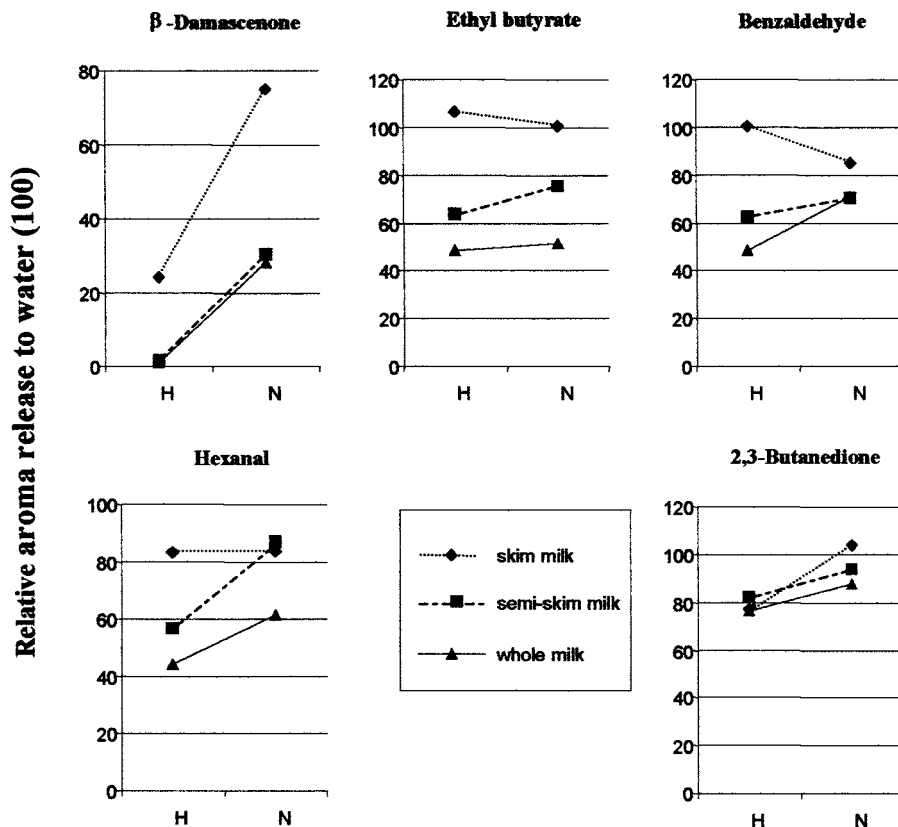 β-Damascenone
Ethyl butyrate
Benzaldehyde
Relative aroma release to water (100)
80
60
40
20
0
H N
120
100
80
60
40
20
0
H N
120
100
80
60
40
20
0
H N
Hexanal
2,3-Butanedione
100
80
60
40
20
0
H N
skim milk
semi-skim milk
whole milk
120
100
80
60
40
20
0
H N